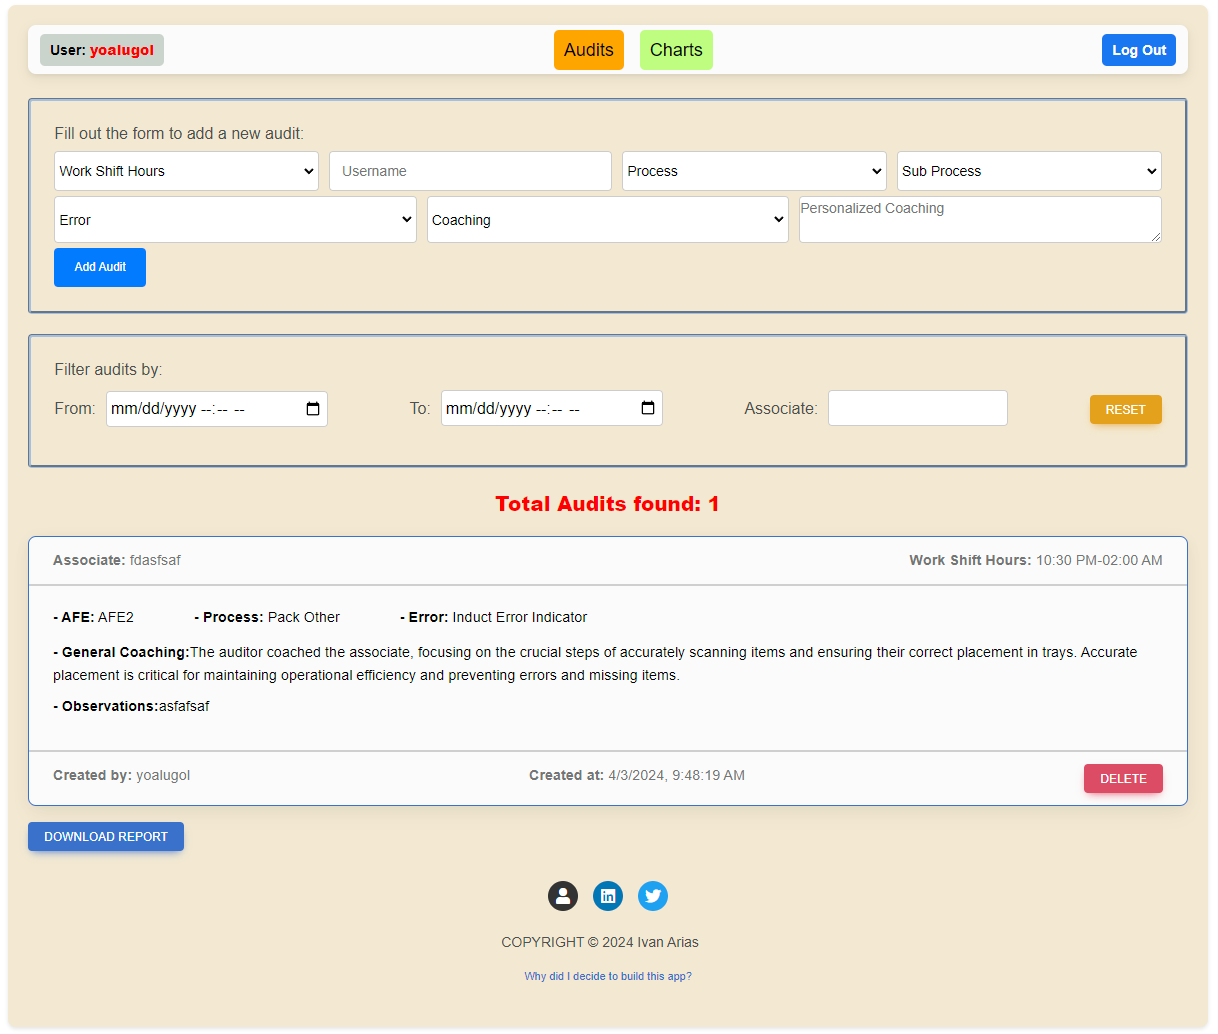 User: yoalugol
Audits
Charts
Log Out
Fill out the form to add a new audit:
Work Shift Hours
Username
Process
Sub Process
Error
Coaching
Personalized Coaching
Add Audit
Filter audits by:
From: mm/dd/yyyy --:-- --
To: mm/dd/yyyy --:-- --
Associate:
RESET
Total Audits found: 1
Associate: fdasfsaf
Work Shift Hours: 10:30 PM-02:00 AM
- AFE: AFE2
- Process: Pack Other
- Error: Induct Error Indicator
- General Coaching:The auditor coached the associate, focusing on the crucial steps of accurately scanning items and ensuring their correct placement in trays. Accurate
placement is critical for maintaining operational efficiency and preventing errors and missing items.
- Observations:asfafsaf
Created by: yoalugol
Created at: 4/3/2024, 9:48:19 AM
DELETE
DOWNLOAD REPORT
COPYRIGHT © 2024 Ivan Arias
Why did I decide to build this app?